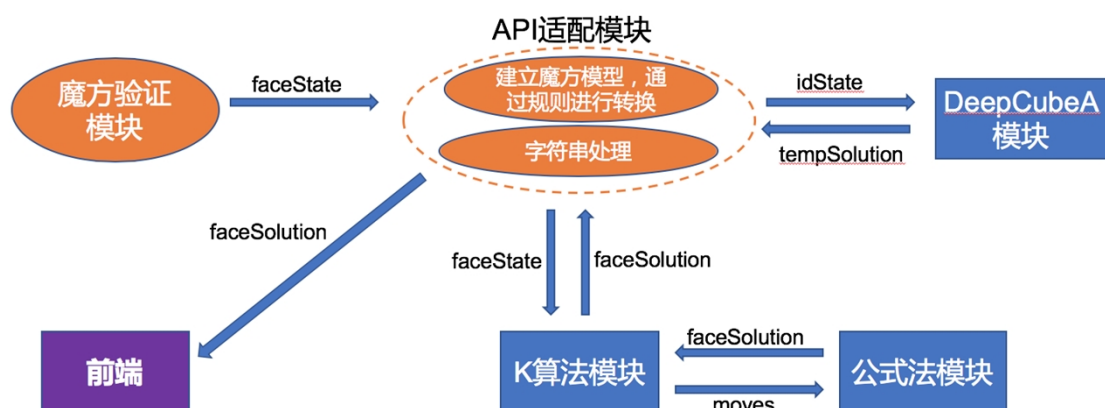 API适配模块
魔方验证
模块
faceState
建立魔方模型，通
过规则进行转换
字符串处理
idState
tempSolution
DeepCubeA
模块
faceSolution
faceState
faceSolution
前端
K算法模块
faceSolution
moves
公式法模块